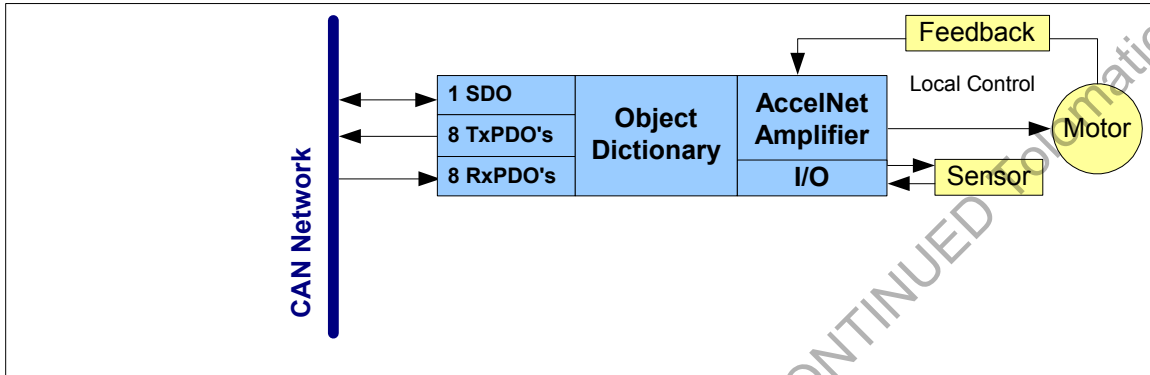 CAN Network
1 SDO
8 TxPDO's
8 RxPDO's
Object
Dictionary
AccelNet
Amplifier
I/O
Feedback
Local Control
Motor
Sensor